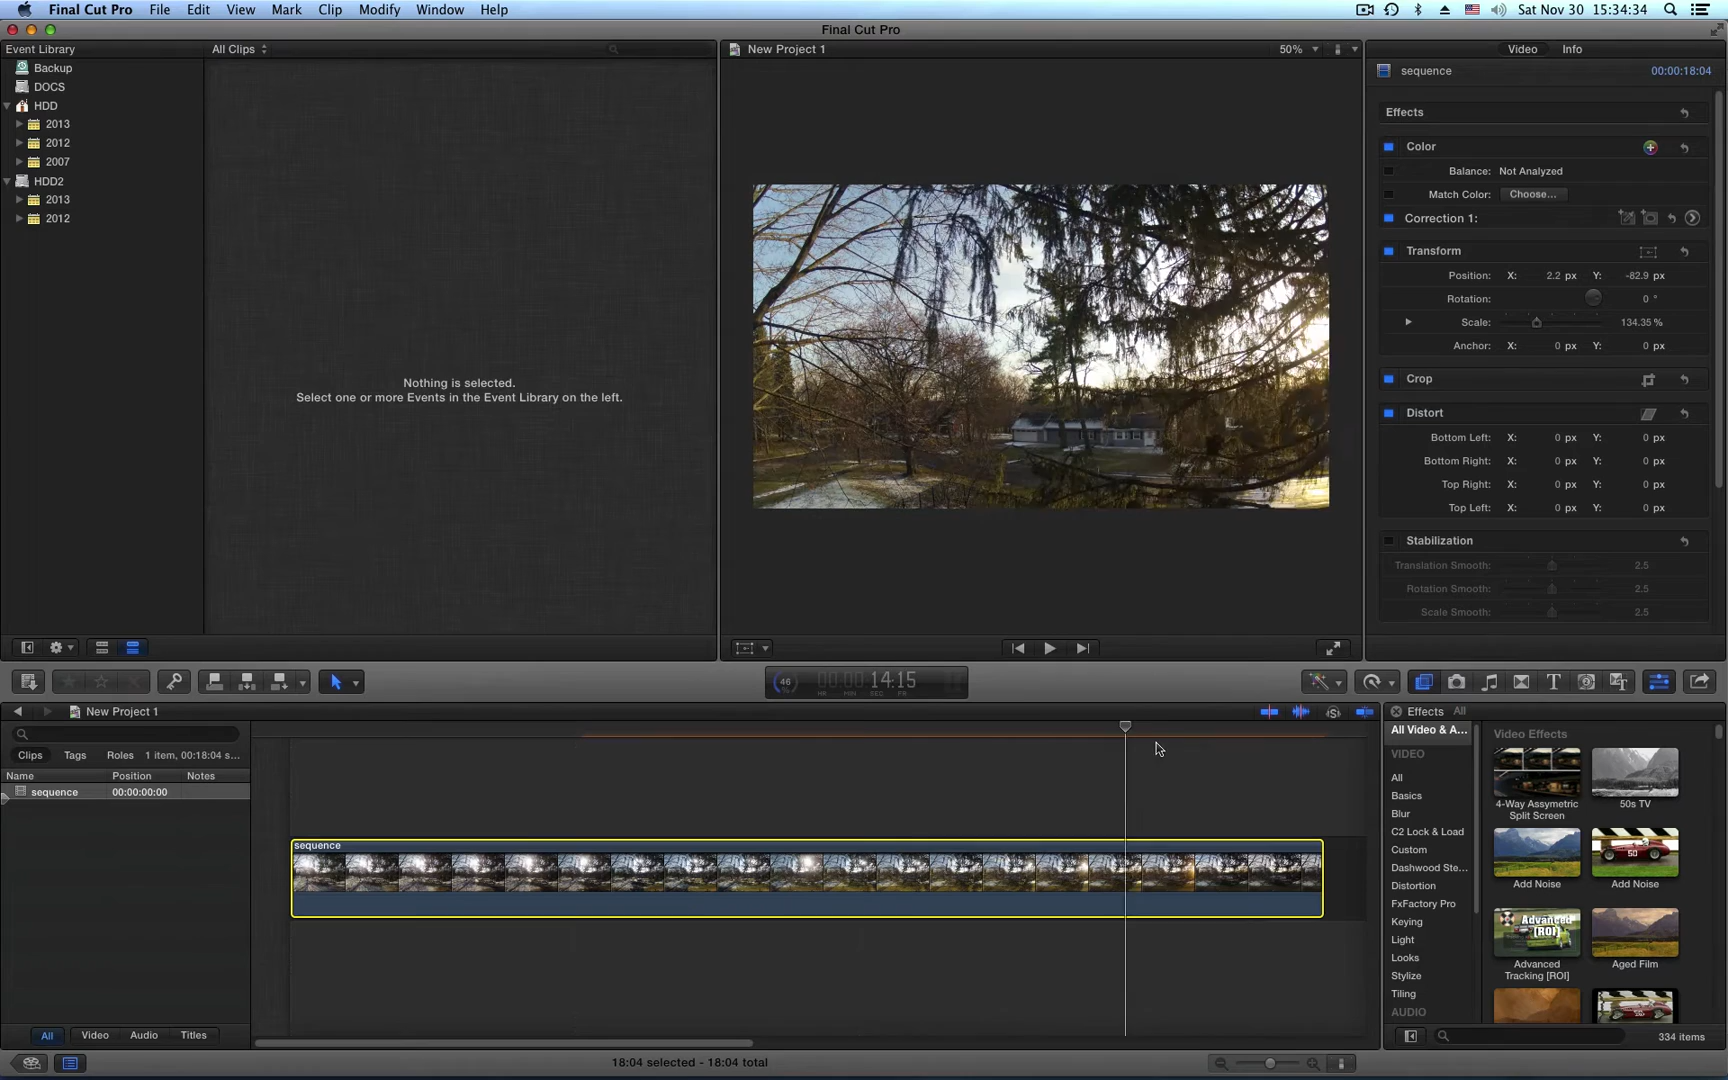 Final Cut Pro File Edit View Mark Clip Modify Window Help Sat Nov 30 15:34:34
Final Cut Pro
Event Library
Backup
DOCS
HDD
2013
2012
2007
HDD2
2013
2012
All Clips
Nothing is selected.
Select one or more Events in the Event Library on the left.
New Project 1 50%
Video Info
sequence 00:00:18:04
Effects
Color
Balance: Not Analyzed
Match Color: Choose...
Correction 1:
Transform
Position: X: 2.2 px Y: -82.9 px
Rotation: 0 °
Scale: 134.35 %
Anchor: X: 0 px Y: 0 px
Crop
Distort
Bottom Left: X: 0 px Y: 0 px
Bottom Right: X: 0 px Y: 0 px
Top Right: X: 0 px Y: 0 px
Top Left: X: 0 px Y: 0 px
Stabilization
Translation Smooth: 2.5
Rotation Smooth: 2.5
Scale Smooth: 2.5
46 00:00:14:15
HR MIN SEC FR
New Project 1
Clips Tags Roles 1 item, 00:18:04 s...
Name Position Notes
sequence 00:00:00:00
All Video Audio Titles
sequence
18:04 selected - 18:04 total
Effects All
All Video & A...
VIDEO
All
Basics
Blur
C2 Lock & Load
Custom
Dashwood Ste...
Distortion
FxFactory Pro
Keying
Light
Looks
Stylize
Tiling
AUDIO
Video Effects
4-Way Assymetric
Split Screen
50s TV
Add Noise
Add Noise
Advanced
[ROI]
Advanced
Tracking [ROI]
Aged Film
334 items